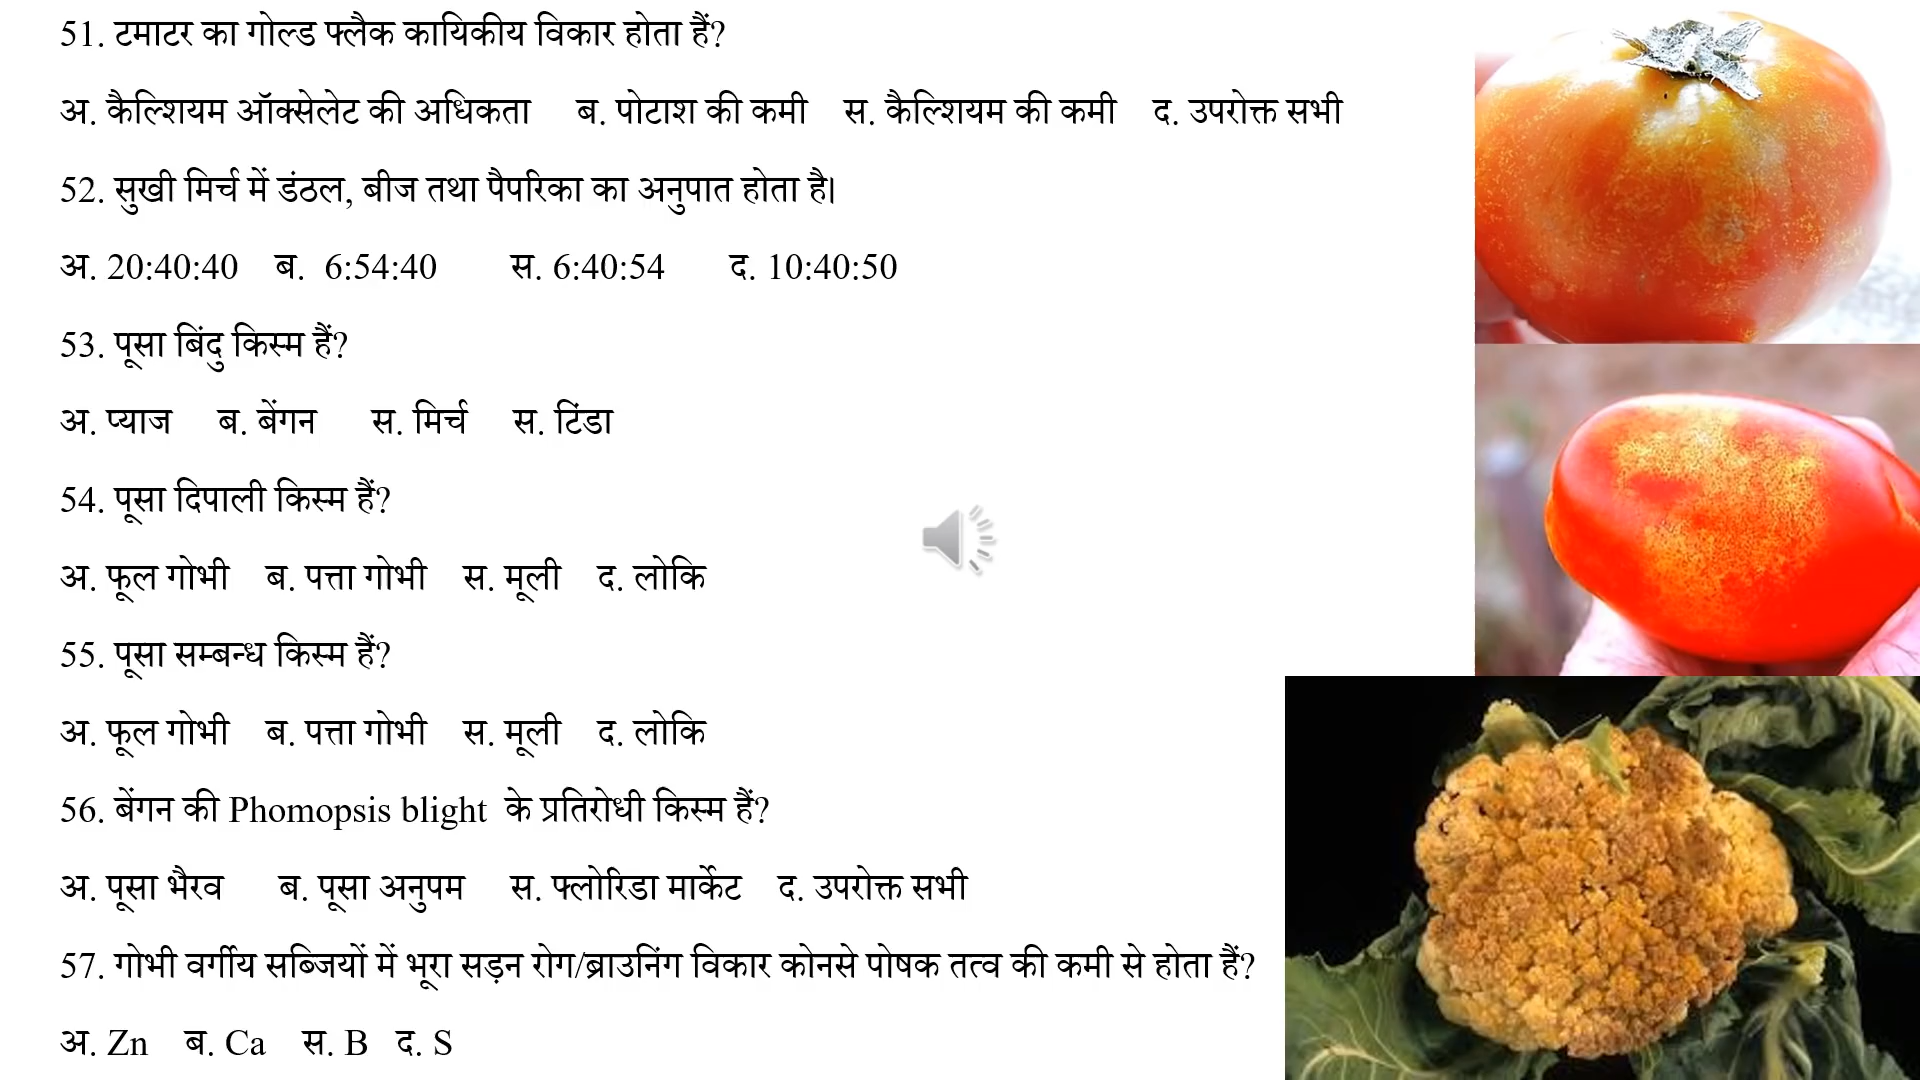 51. टमाटर का गोल्ड फ्लैक कायिकीय विकार होता हैं?
अ. कैल्शियम ऑक्सेलेट की अधिकता ब. पोटाश की कमी स. कैल्शियम की कमी द. उपरोक्त सभी
52. सुखी मिर्च में डंठल, बीज तथा पैपरिका का अनुपात होता है।
अ. 20:40:40 ब. 6:54:40 स. 6:40:54 द. 10:40:50
53. पूसा बिंदु किस्म हैं?
अ. प्याज ब. बेंगन स. मिर्च स. टिंडा
54. पूसा दिपाली किस्म हैं?
अ. फूल गोभी ब. पत्ता गोभी स. मूली द. लोकि
55. पूसा सम्बन्ध किस्म हैं?
अ. फूल गोभी ब. पत्ता गोभी स. मूली द. लोकि
56. बेंगन की Phomopsis blight के प्रतिरोधी किस्म हैं?
अ. पूसा भैरव ब. पूसा अनुपम स. फ्लोरिडा मार्केट द. उपरोक्त सभी
57. गोभी वर्गीय सब्जियों में भूरा सड़न रोग/ब्राउनिंग विकार कोनसे पोषक तत्व की कमी से होता हैं?
अ. Zn ब. Ca स. B द. S